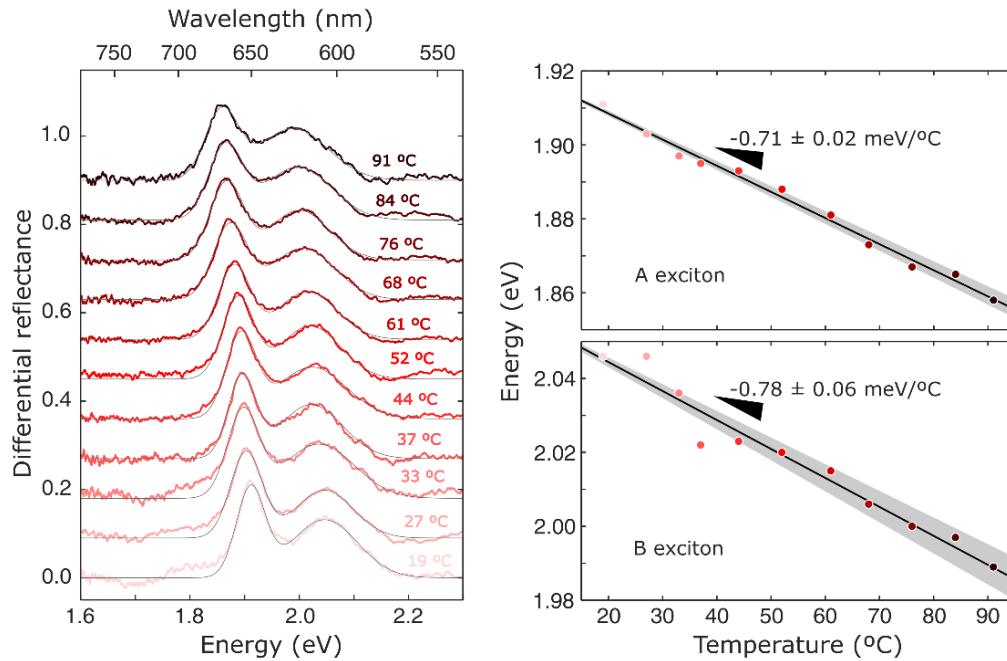 Wavelength (nm)
750 700 650 600 550
Differential reflectance
1.0
0.8
0.6
0.4
0.2
0.0
91 ºC
84 ºC
76 ºC
68 ºC
61 ºC
52 ºC
44 ºC
37 ºC
33 ºC
27 ºC
19 ºC
1.6 1.8 2.0 2.2
Energy (eV)
Energy (eV)
1.92
1.90
1.88
1.86
-0.71 ± 0.02 meV/ºC
A exciton
2.04
2.02
2.00
1.98
-0.78 ± 0.06 meV/ºC
B exciton
20 30 40 50 60 70 80 90
Temperature (ºC)